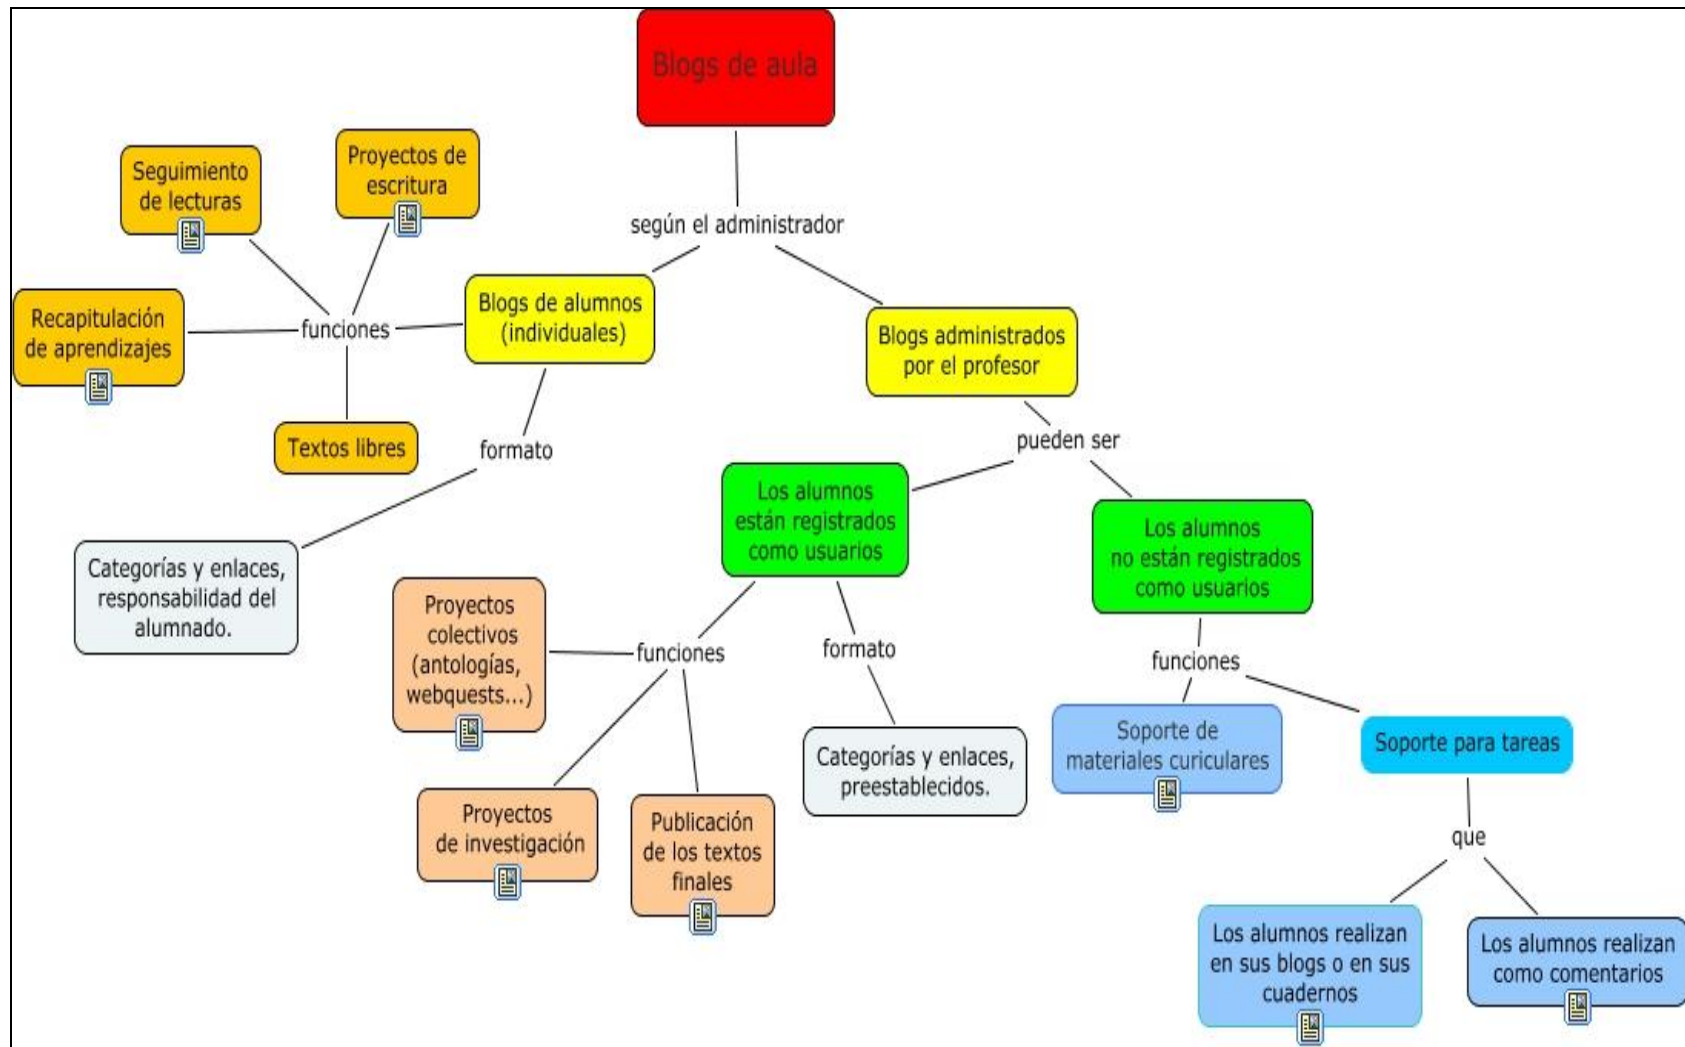 Blogs de aula
según el administrador
Proyectos de
escritura
Seguimiento
de lecturas
Recapitulación
de aprendizajes
funciones
Textos libres
Blogs de alumnos
(individuales)
formato
Categorías y enlaces,
responsabilidad del
alumnado.
Blogs administrados
por el profesor
pueden ser
Los alumnos
están registrados
como usuarios
Los alumnos
no están registrados
como usuarios
Proyectos
colectivos
(antologías,
webquests...)
funciones
formato
Proyectos
de investigación
Publicación
de los textos
finales
Categorías y enlaces,
preestablecidos.
funciones
Soporte de
materiales curiculares
Soporte para tareas
que
Los alumnos realizan
en sus blogs o en sus
cuadernos
Los alumnos realizan
como comentarios